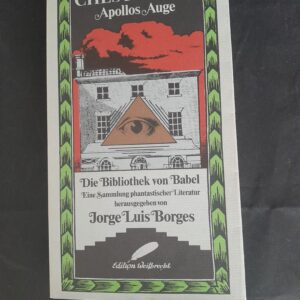 Apollos Auge
Die Bibliothek von Babel
Eine Sammlung phantastischer Literatur
herausgegeben von
Jorge Luis Borges
Edition Weitbrecht